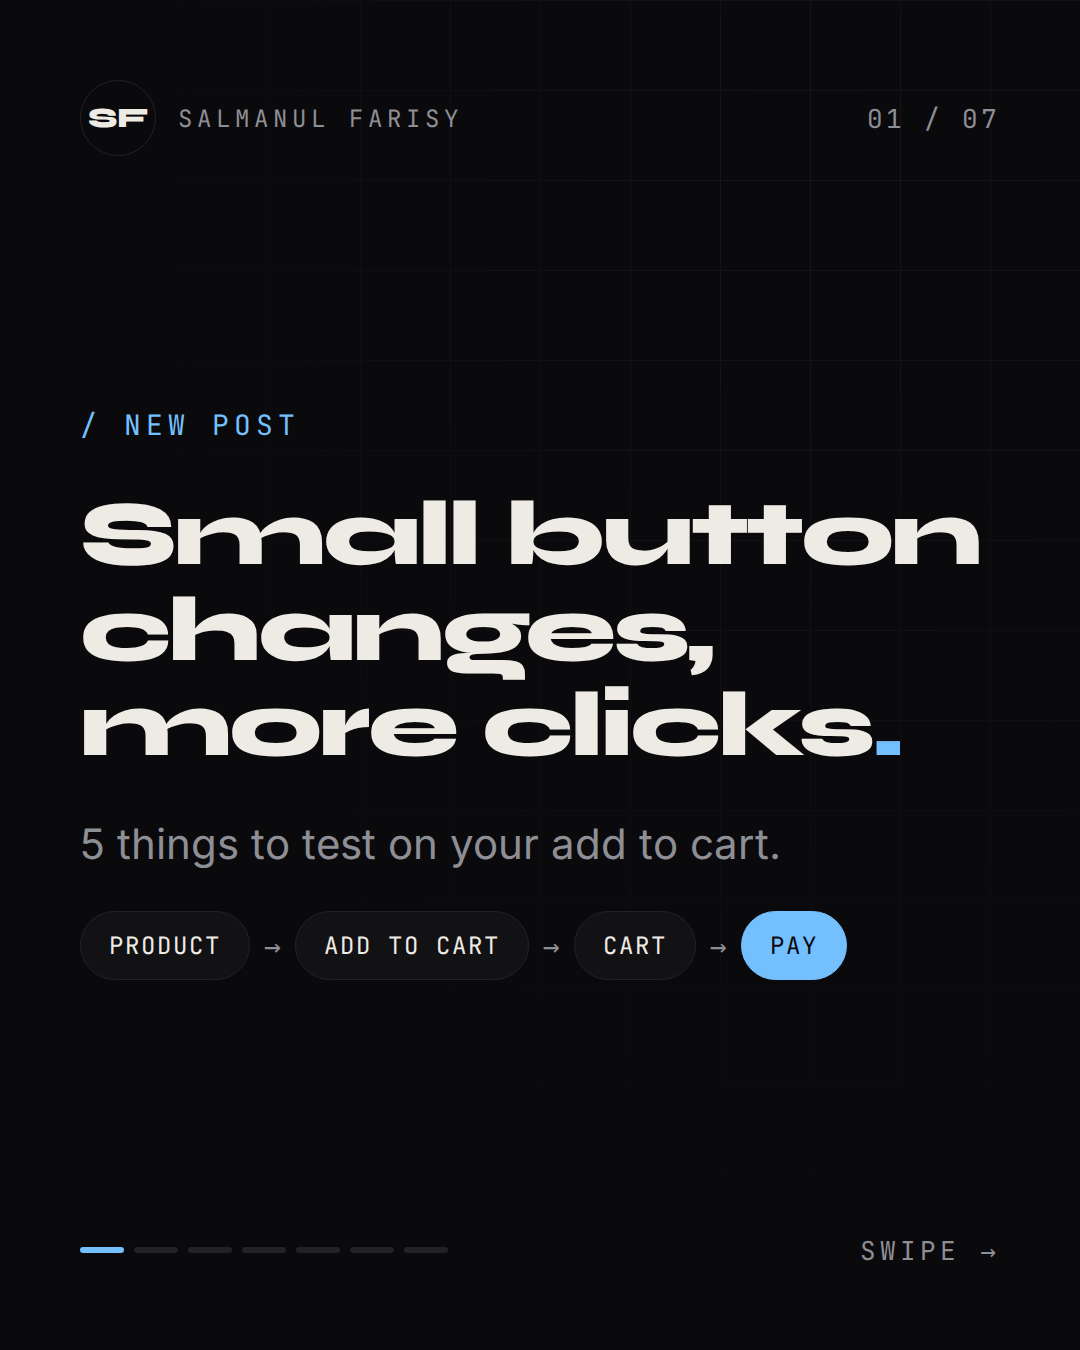 SF SALMANUL FARISY 01 / 07
/ NEW POST
Small button
changes,
more clicks.
5 things to test on your add to cart.
PRODUCT → ADD TO CART → CART → PAY
SWIPE →